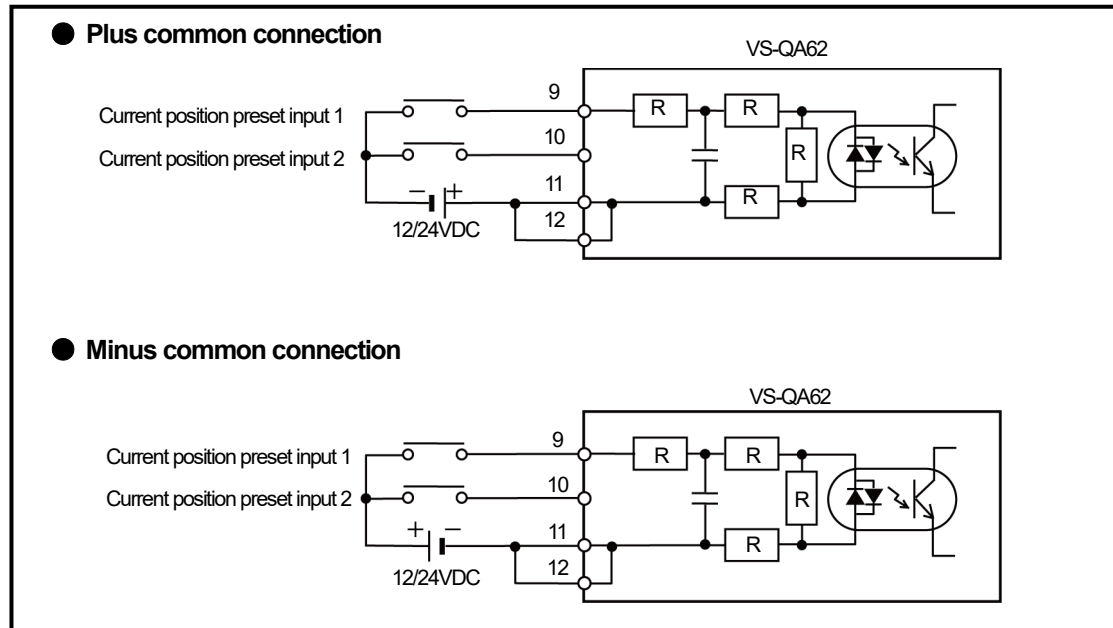 ● Plus common connection
VS-QA62
Current position preset input 1
9
R
R
Current position preset input 2
10
R
− +
11
R
12/24VDC
12
● Minus common connection
VS-QA62
Current position preset input 1
9
R
R
Current position preset input 2
10
R
+ −
11
R
12/24VDC
12